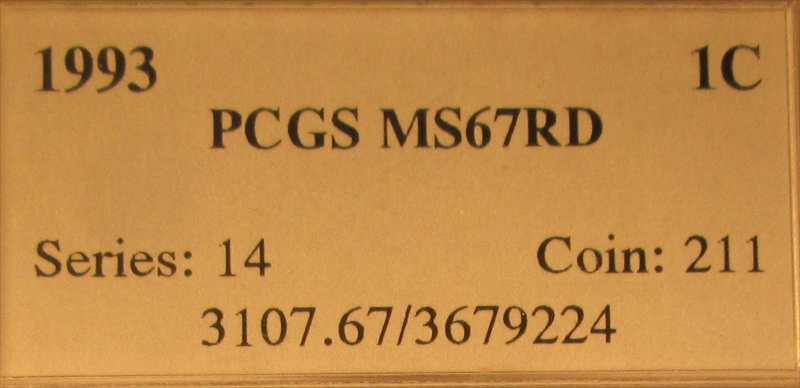 1993 1C
PCGS MS67RD
Series: 14 Coin: 211
3107.67/3679224